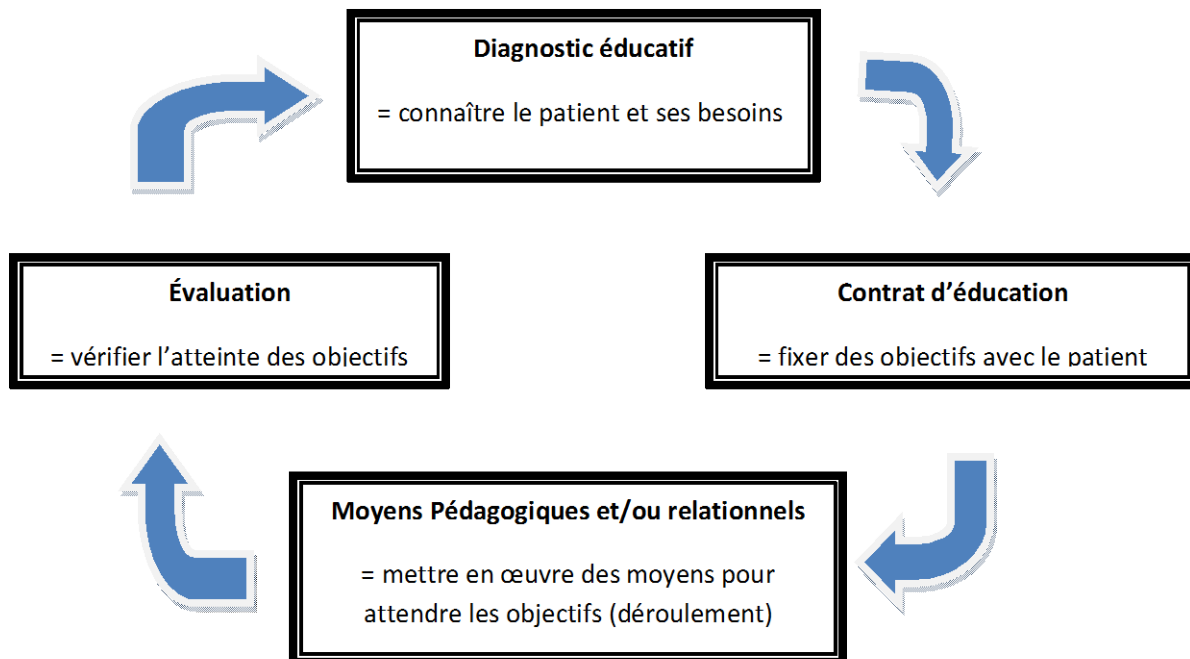 Diagnostic éducatif
= connaître le patient et ses besoins
Contrat d’éducation
= fixer des objectifs avec le patient
Moyens Pédagogiques et/ou relationnels
= mettre en œuvre des moyens pour
attendre les objectifs (déroulement)
Évaluation
= vérifier l’atteinte des objectifs